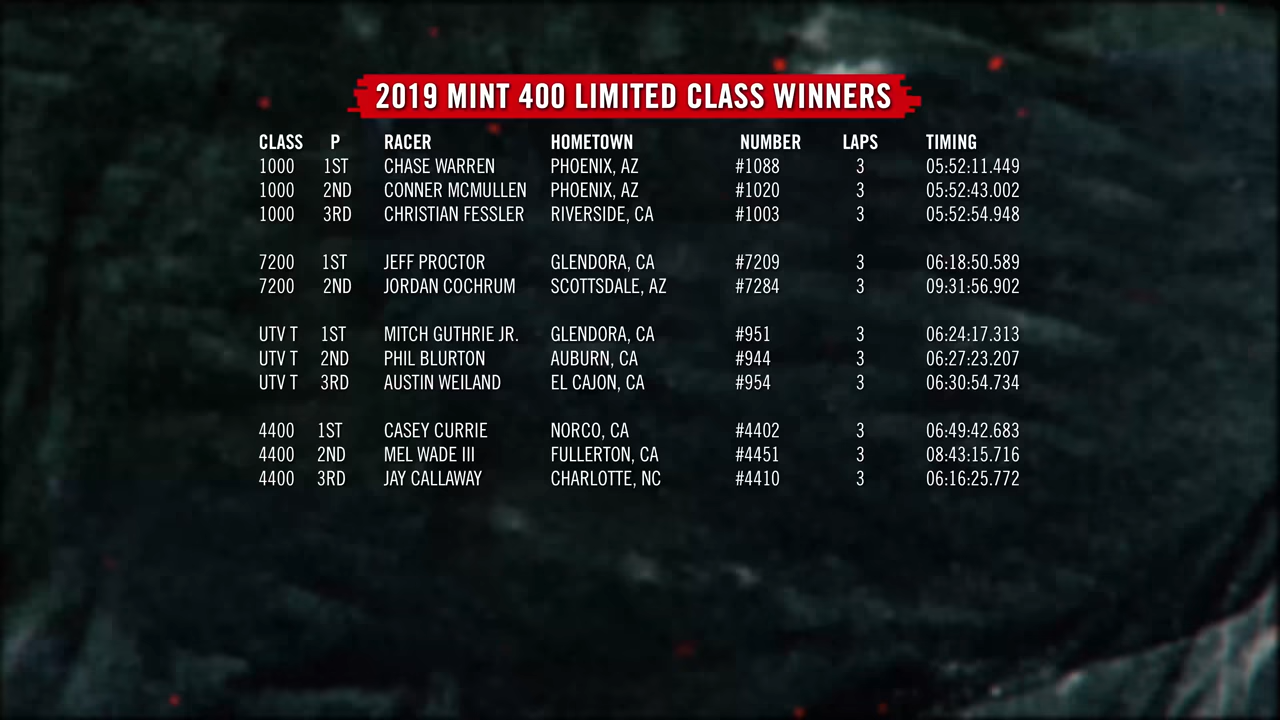 2019 MINT 400 LIMITED CLASS WINNERS
CLASS P RACER HOMETOWN NUMBER LAPS TIMING
1000 1ST CHASE WARREN PHOENIX, AZ #1088 3 05:52:11.449
1000 2ND CONNER MCMULLEN PHOENIX, AZ #1020 3 05:52:43.002
1000 3RD CHRISTIAN FESSLER RIVERSIDE, CA #1003 3 05:52:54.948
7200 1ST JEFF PROCTOR GLENDORA, CA #7209 3 06:18:50.589
7200 2ND JORDAN COCHRUM SCOTTSDALE, AZ #7284 3 09:31:56.902
UTV T 1ST MITCH GUTHRIE JR. GLENDORA, CA #951 3 06:24:17.313
UTV T 2ND PHIL BLURTON AUBURN, CA #944 3 06:27:23.207
UTV T 3RD AUSTIN WEILAND EL CAJON, CA #954 3 06:30:54.734
4400 1ST CASEY CURRIE NORCO, CA #4402 3 06:49:42.683
4400 2ND MEL WADE III FULLERTON, CA #4451 3 08:43:15.716
4400 3RD JAY CALLAWAY CHARLOTTE, NC #4410 3 06:16:25.772